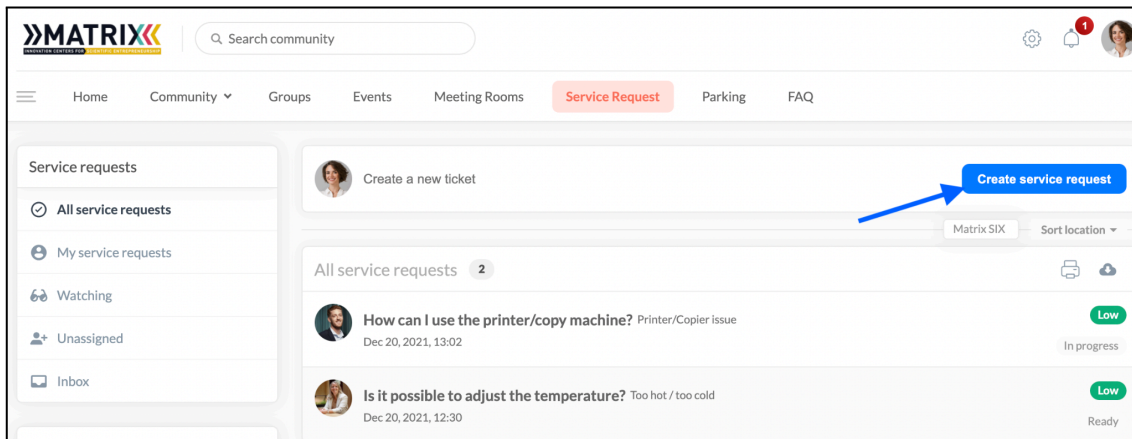 »MATRIX«
INNOVATION CENTERS FOR SCIENTIFIC ENTREPRENEURSHIP
Search community
1
Home Community Groups Events Meeting Rooms Service Request Parking FAQ
Service requests
All service requests
My service requests
Watching
Unassigned
Inbox
Create a new ticket
Create service request
Matrix SIX
Sort location
All service requests 2
How can I use the printer/copy machine? Printer/Copier issue
Low
Dec 20, 2021, 13:02
In progress
Is it possible to adjust the temperature? Too hot / too cold
Low
Dec 20, 2021, 12:30
Ready